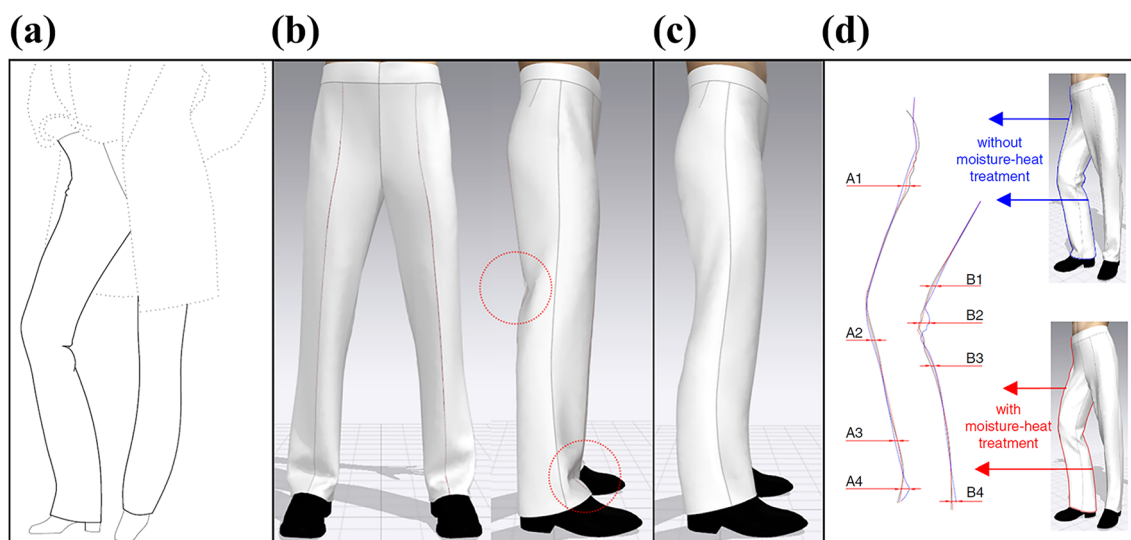 (a)
(b)
(c)
(d)
without
moisture-heat
treatment
A1
B1
B2
A2
B3
with
moisture-heat
treatment
A3
A4
B4